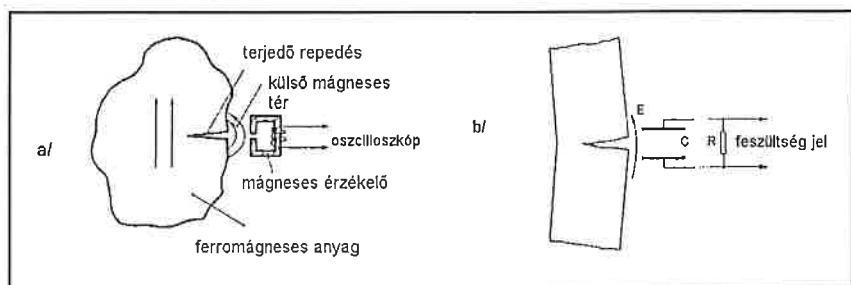 a/
terjedő repedés
külső mágneses
tér
oszcilloszkóp
mágneses érzékelő
ferromágneses anyag
b/
E
C
R
feszültség jel